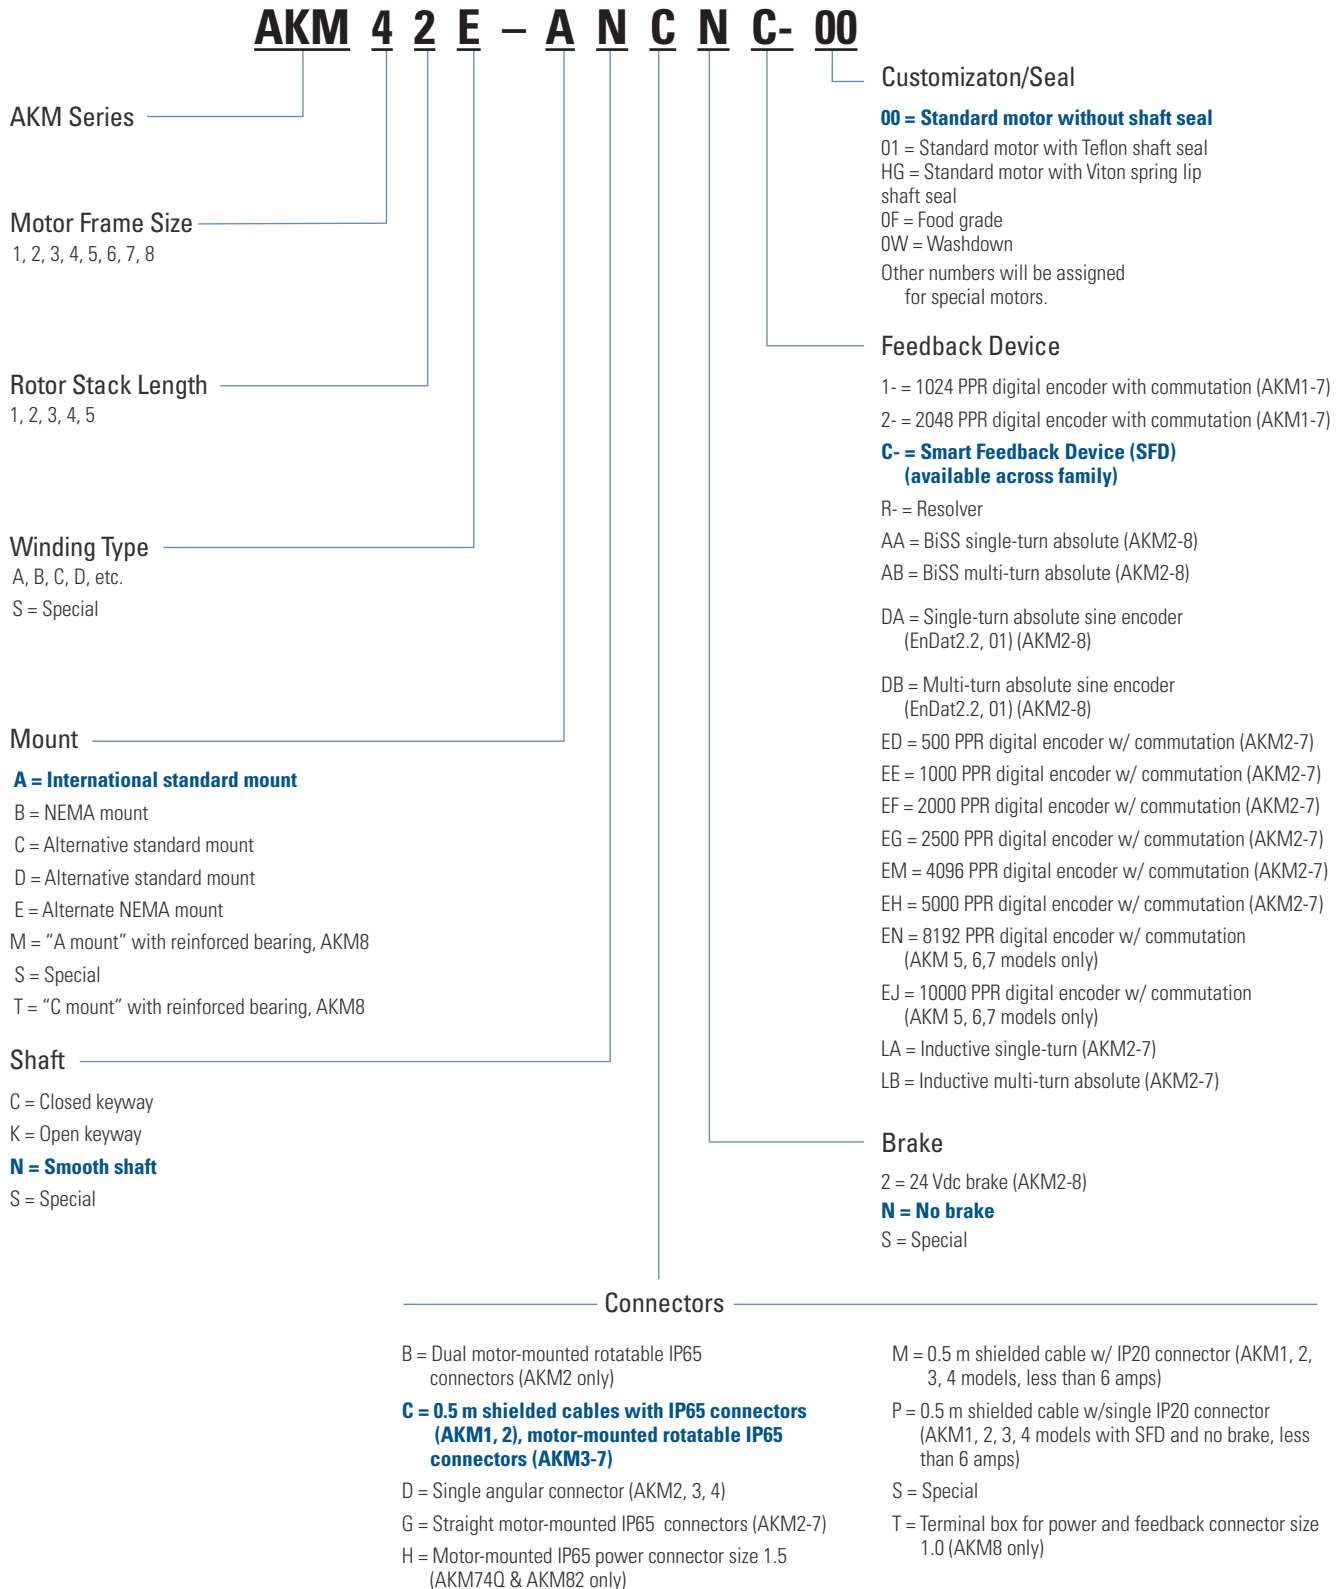 AKM 4 2 E – A N C N C- 00
AKM Series
Motor Frame Size
1, 2, 3, 4, 5, 6, 7, 8
Rotor Stack Length
1, 2, 3, 4, 5
Winding Type
A, B, C, D, etc.
S = Special
Mount
A = International standard mount
B = NEMA mount
C = Alternative standard mount
D = Alternative standard mount
E = Alternate NEMA mount
M = “A mount” with reinforced bearing, AKM8
S = Special
T = “C mount” with reinforced bearing, AKM8
Shaft
C = Closed keyway
K = Open keyway
N = Smooth shaft
S = Special
Customizaton/Seal
00 = Standard motor without shaft seal
01 = Standard motor with Teflon shaft seal
HG = Standard motor with Viton spring lip
shaft seal
0F = Food grade
0W = Washdown
Other numbers will be assigned
for special motors.
Feedback Device
1- = 1024 PPR digital encoder with commutation (AKM1-7)
2- = 2048 PPR digital encoder with commutation (AKM1-7)
C- = Smart Feedback Device (SFD)
(available across family)
R- = Resolver
AA = BiSS single-turn absolute (AKM2-8)
AB = BiSS multi-turn absolute (AKM2-8)
DA = Single-turn absolute sine encoder
(EnDat2.2, 01) (AKM2-8)
DB = Multi-turn absolute sine encoder
(EnDat2.2, 01) (AKM2-8)
ED = 500 PPR digital encoder w/ commutation (AKM2-7)
EE = 1000 PPR digital encoder w/ commutation (AKM2-7)
EF = 2000 PPR digital encoder w/ commutation (AKM2-7)
EG = 2500 PPR digital encoder w/ commutation (AKM2-7)
EM = 4096 PPR digital encoder w/ commutation (AKM2-7)
EH = 5000 PPR digital encoder w/ commutation (AKM2-7)
EN = 8192 PPR digital encoder w/ commutation
(AKM 5, 6,7 models only)
EJ = 10000 PPR digital encoder w/ commutation
(AKM 5, 6,7 models only)
LA = Inductive single-turn (AKM2-7)
LB = Inductive multi-turn absolute (AKM2-7)
Brake
2 = 24 Vdc brake (AKM2-8)
N = No brake
S = Special
Connectors
B = Dual motor-mounted rotatable IP65
connectors (AKM2 only)
C = 0.5 m shielded cables with IP65 connectors
(AKM1, 2), motor-mounted rotatable IP65
connectors (AKM3-7)
D = Single angular connector (AKM2, 3, 4)
G = Straight motor-mounted IP65 connectors (AKM2-7)
H = Motor-mounted IP65 power connector size 1.5
(AKM74Q & AKM82 only)
M = 0.5 m shielded cable w/ IP20 connector (AKM1, 2,
3, 4 models, less than 6 amps)
P = 0.5 m shielded cable w/single IP20 connector
(AKM1, 2, 3, 4 models with SFD and no brake, less
than 6 amps)
S = Special
T = Terminal box for power and feedback connector size
1.0 (AKM8 only)